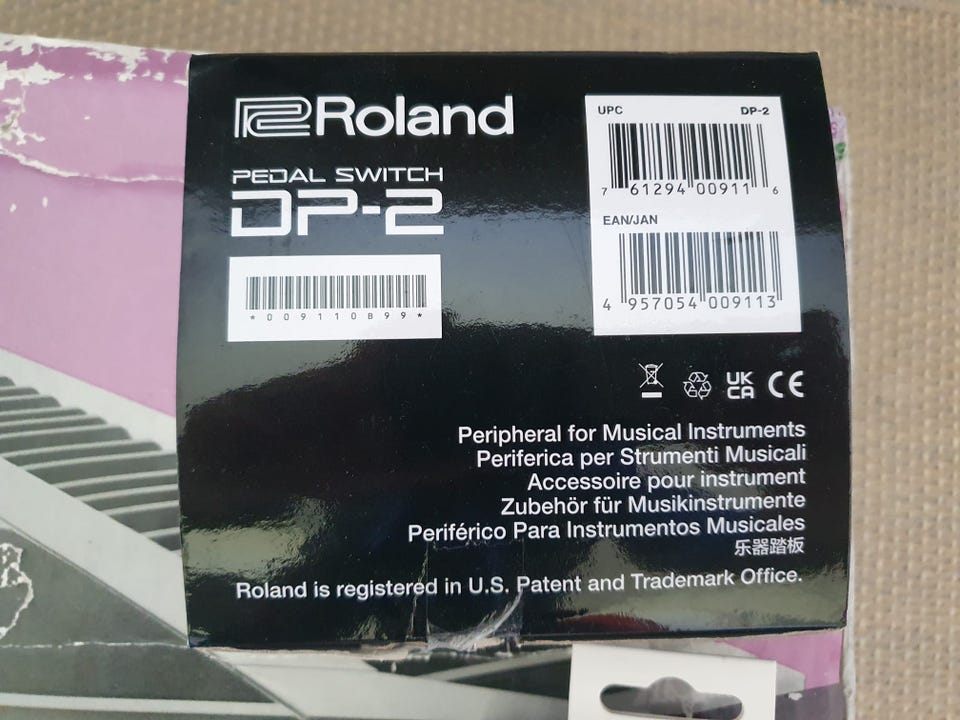 Roland
PEDAL SWITCH
DP-2
*009110B99*
UPC DP-2
7 61294 00911 6
EAN/JAN
4 957054 009113
UK
CA
CE
Peripheral for Musical Instruments
Periferica per Strumenti Musicali
Accessoire pour instrument
Zubehör für Musikinstrumente
Periférico Para Instrumentos Musicales
乐器踏板
Roland is registered in U.S. Patent and Trademark Office.